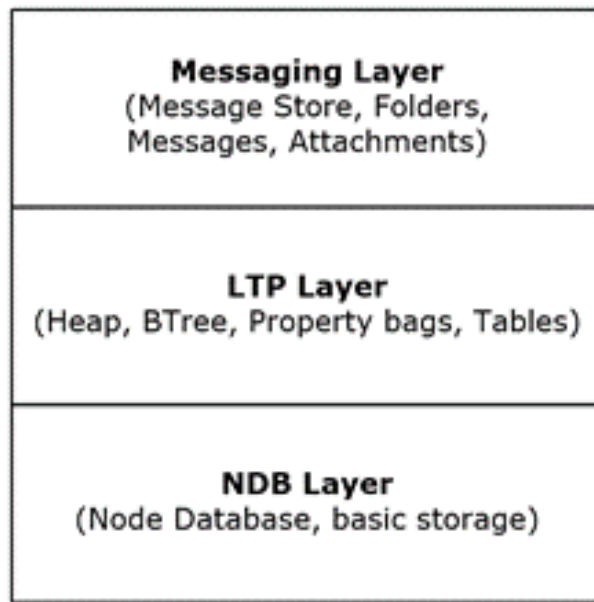 Messaging Layer
(Message Store, Folders,
Messages, Attachments)
LTP Layer
(Heap, BTree, Property bags, Tables)
NDB Layer
(Node Database, basic storage)